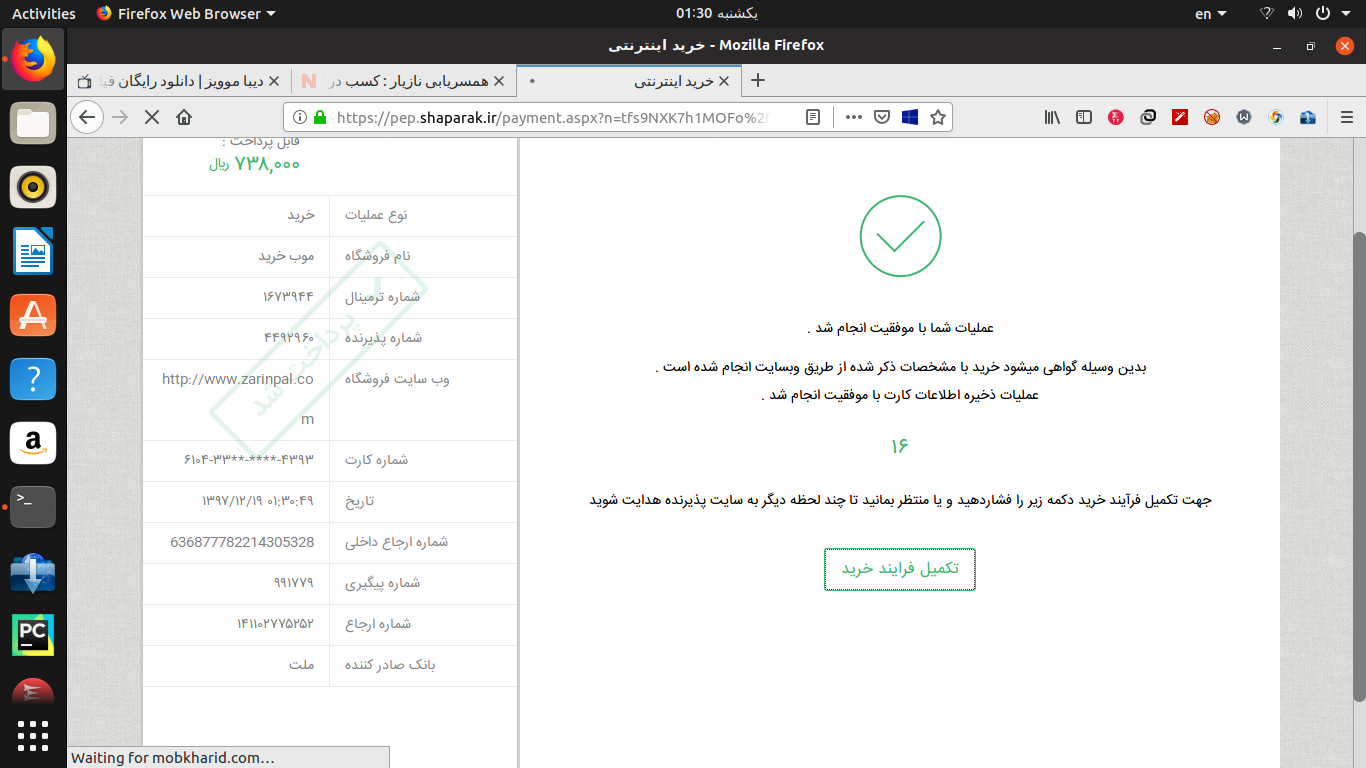 Activities
Firefox Web Browser
یکشنبه 01:30
en
خرید اینترنتی - Mozilla Firefox
دیبا موویز | دانلود رایگان
همسریابی نازیار : کسب در
خرید اینترنتی
https://pep.shaparak.ir/payment.aspx?n=tfs9NXK7h1MOFo%2f
قابل پرداخت :
۷۳۸,۰۰۰ ریال
نوع عملیات خرید
نام فروشگاه موب خرید
شماره ترمینال ۱۶۷۳۹۴۴
شماره پذیرنده ۴۴۹۲۹۶۰
وب سایت فروشگاه http://www.zarinpal.co
m
شماره کارت ۶۱۰۴-۳۳**-****-۴۳۹۳
تاریخ ۱۳۹۷/۱۲/۱۹ ۰۱:۳۰:۴۹
شماره ارجاع داخلی 636877782214305328
شماره پیگیری ۹۹۱۷۷۹
شماره ارجاع ۱۴۱۱۰۲۷۷۵۲۵۲
بانک صادر کننده ملت
پرداخت شد
عملیات شما با موفقیت انجام شد .
بدین وسیله گواهی میشود خرید با مشخصات ذکر شده از طریق وبسایت انجام شده است .
عملیات ذخیره اطلاعات کارت با موفقیت انجام شد .
۱۶
جهت تکمیل فرآیند خرید دکمه زیر را فشاردهید و یا منتظر بمانید تا چند لحظه دیگر به سایت پذیرنده هدایت شوید
تکمیل فرایند خرید
Waiting for mobkharid.com…